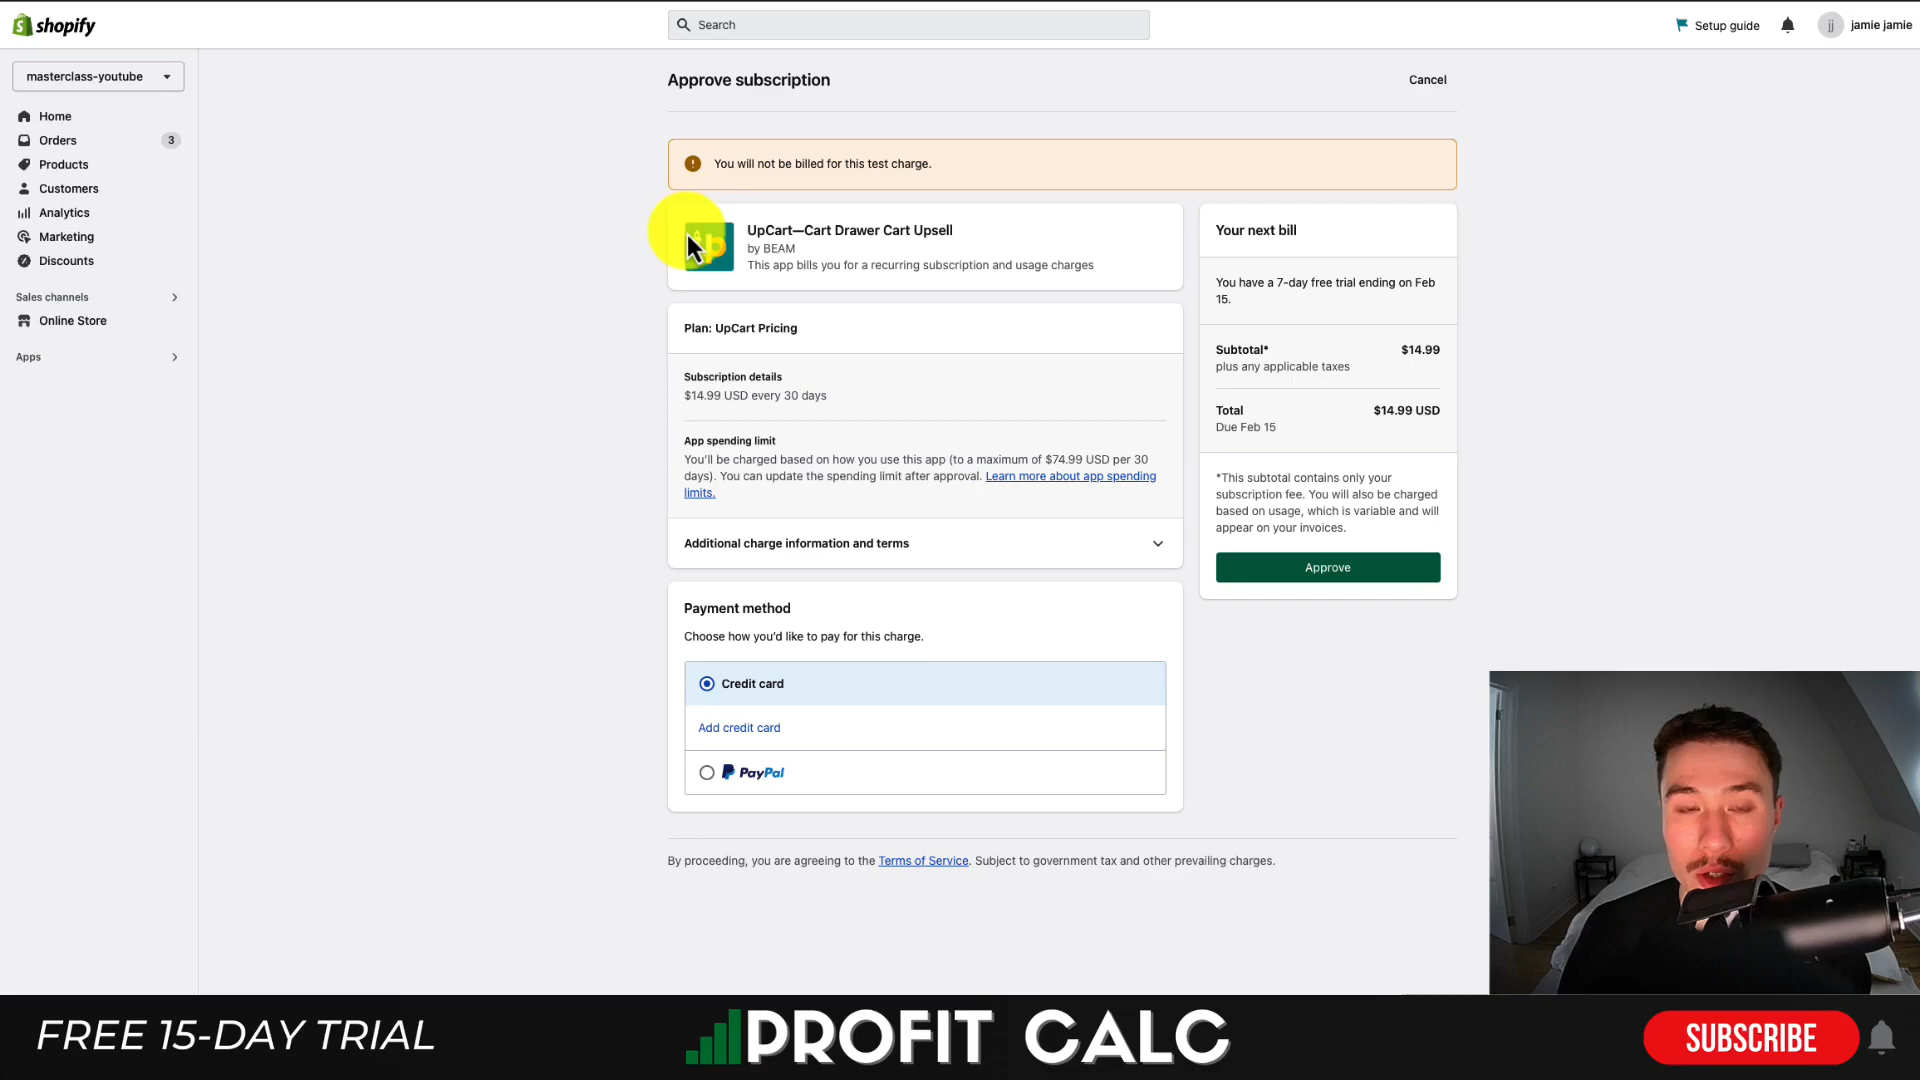 shopify
Search
Setup guide
jj
jamie jamie
masterclass-youtube
Home
Orders
3
Products
Customers
Analytics
Marketing
Discounts
Sales channels
Online Store
Apps
Approve subscription
Cancel
You will not be billed for this test charge.
UpCart—Cart Drawer Cart Upsell
by BEAM
This app bills you for a recurring subscription and usage charges
Plan: UpCart Pricing
Subscription details
$14.99 USD every 30 days
App spending limit
You'll be charged based on how you use this app (to a maximum of $74.99 USD per 30
days). You can update the spending limit after approval. Learn more about app spending
limits.
Additional charge information and terms
Payment method
Choose how you'd like to pay for this charge.
Credit card
Add credit card
PayPal
Your next bill
You have a 7-day free trial ending on Feb
15.
Subtotal* $14.99
plus any applicable taxes
Total $14.99 USD
Due Feb 15
*This subtotal contains only your
subscription fee. You will also be charged
based on usage, which is variable and will
appear on your invoices.
Approve
By proceeding, you are agreeing to the Terms of Service. Subject to government tax and other prevailing charges.
FREE 15-DAY TRIAL
PROFIT CALC
SUBSCRIBE